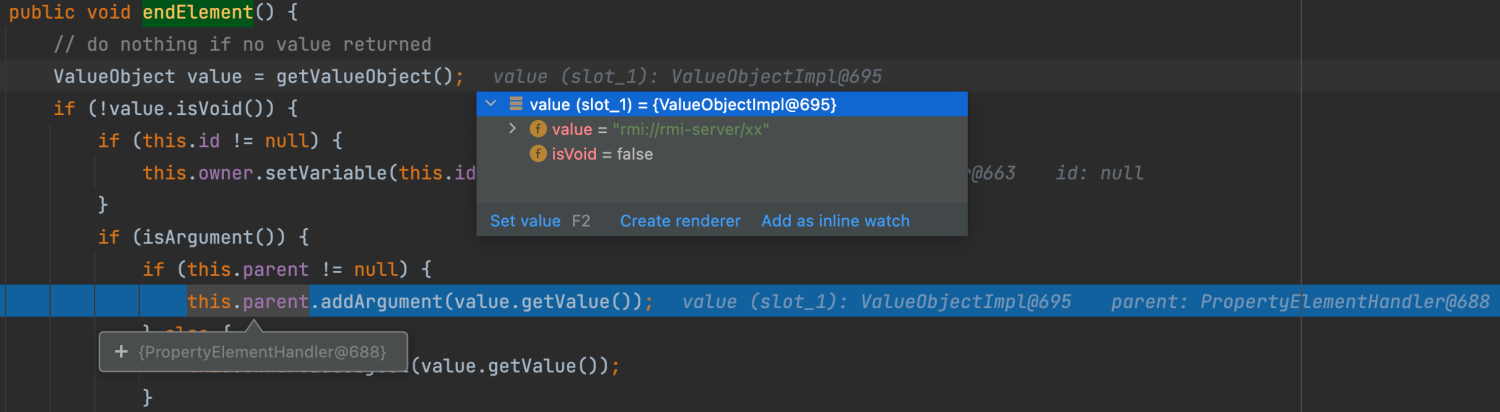 public void endElement() {
// do nothing if no value returned
ValueObject value = getValueObject(); value (slot_1): ValueObjectImpl@695
if (!value.isVoid()) {
value (slot_1) = {ValueObjectImpl@695}
value = "rmi://rmi-server/xx"
isVoid = false
Set value F2 Create renderer Add as inline watch
if (this.id != null) {
this.owner.setVariable(this.id r@663 id: null
}
if (isArgument()) {
if (this.parent != null) {
this.parent.addArgument(value.getValue()); value (slot_1): ValueObjectImpl@695 parent: PropertyElementHandler@688
+ {PropertyElementHandler@688}
(value.getValue());
}